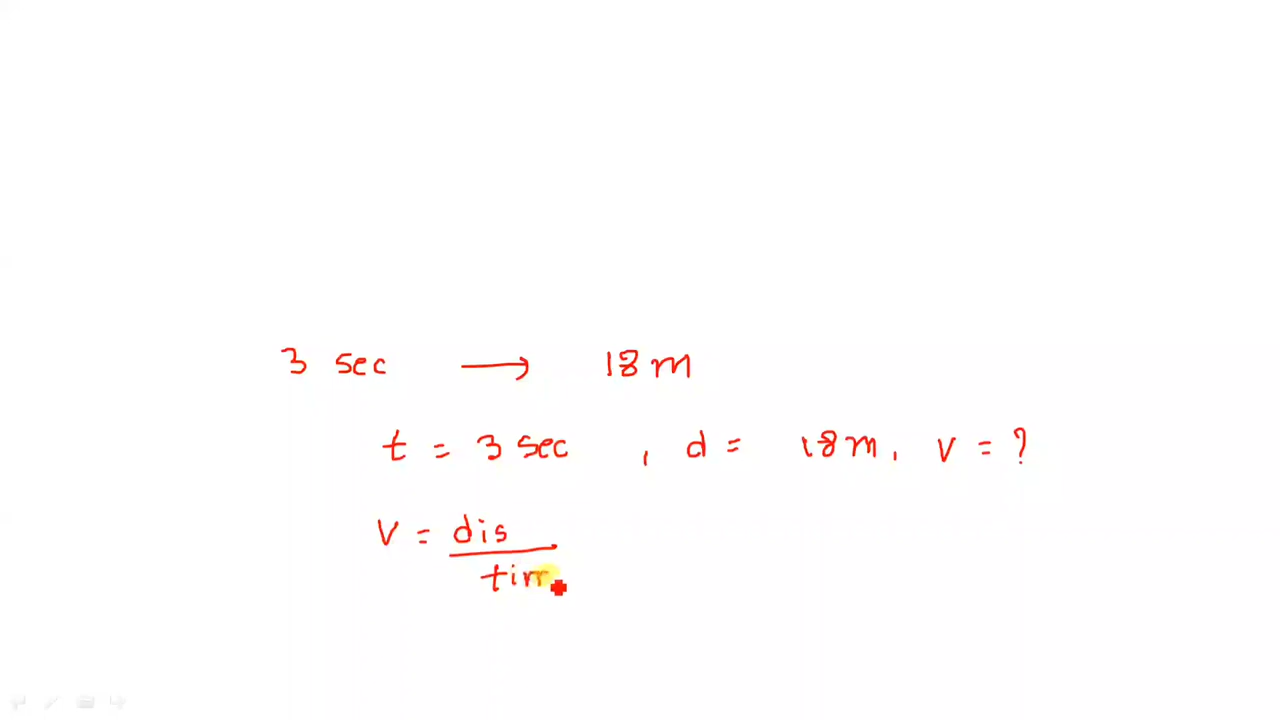 3 sec → 18 m
t = 3 sec , d = 18 m , v = ?
v = dis
tim